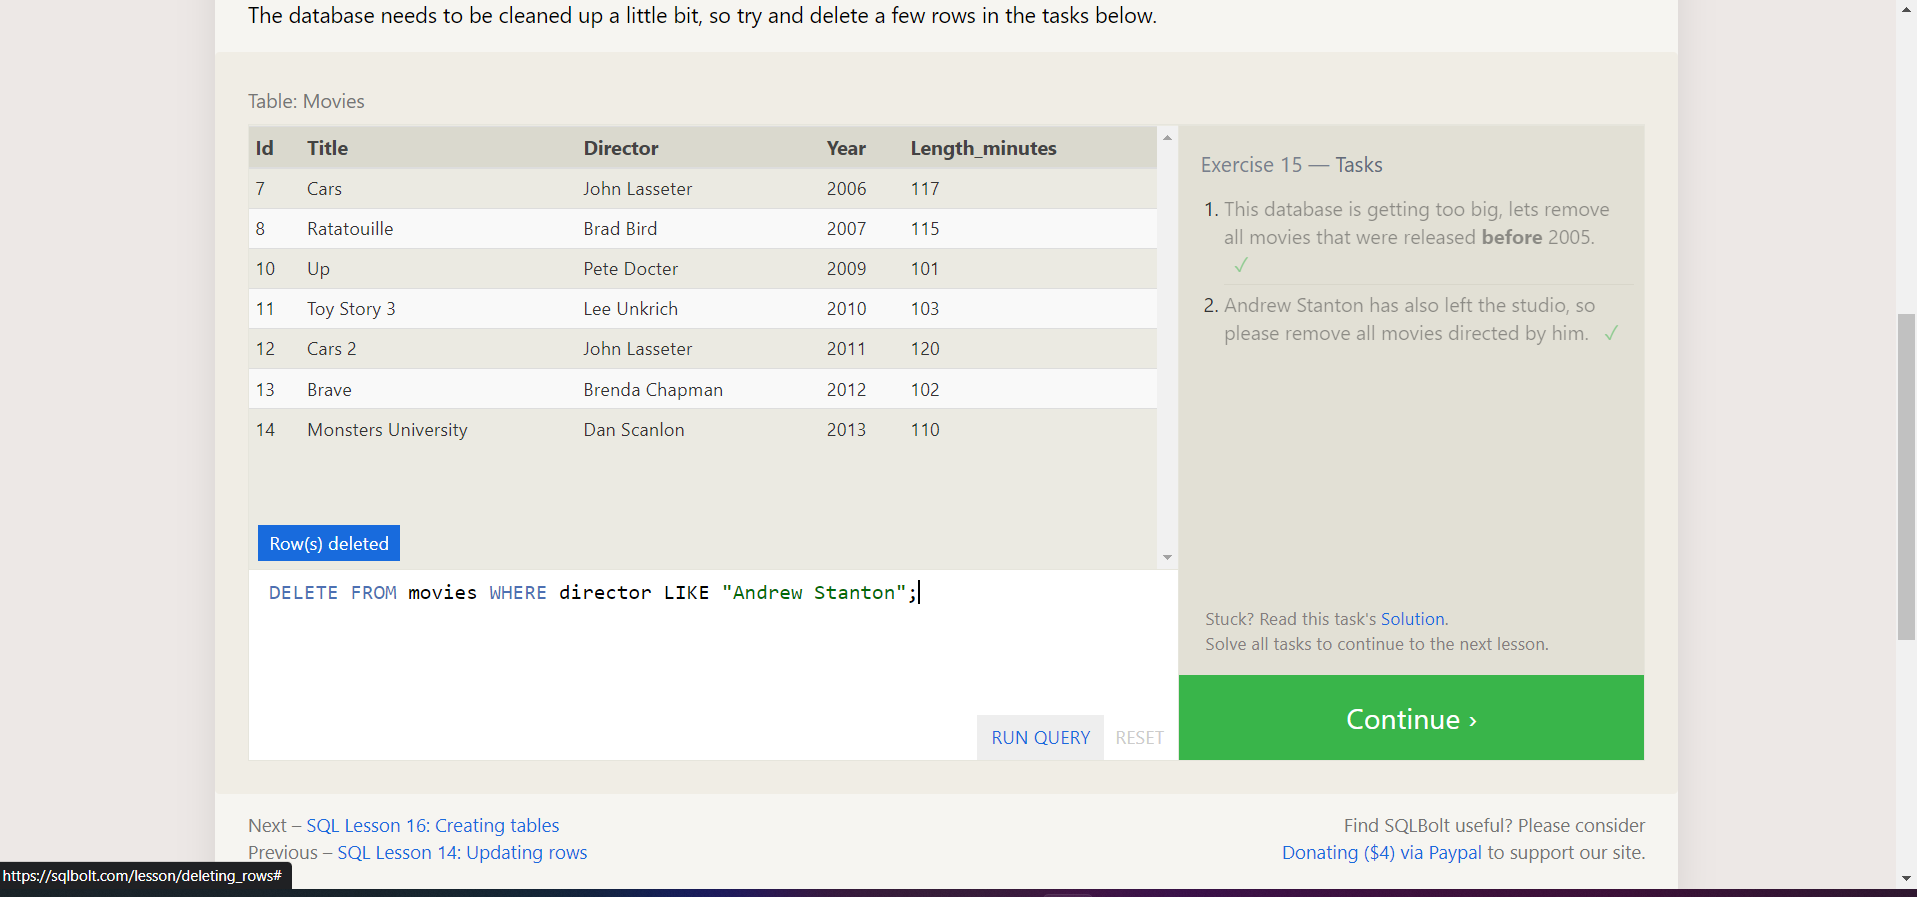 The database needs to be cleaned up a little bit, so try and delete a few rows in the tasks below.
Table: Movies
Id Title Director Year Length_minutes
7 Cars John Lasseter 2006 117
8 Ratatouille Brad Bird 2007 115
10 Up Pete Docter 2009 101
11 Toy Story 3 Lee Unkrich 2010 103
12 Cars 2 John Lasseter 2011 120
13 Brave Brenda Chapman 2012 102
14 Monsters University Dan Scanlon 2013 110
Row(s) deleted
DELETE FROM movies WHERE director LIKE "Andrew Stanton";
RUN QUERY RESET
Exercise 15 — Tasks
1. This database is getting too big, lets remove
all movies that were released before 2005.
✓
2. Andrew Stanton has also left the studio, so
please remove all movies directed by him. ✓
Stuck? Read this task's Solution.
Solve all tasks to continue to the next lesson.
Continue ›
Next – SQL Lesson 16: Creating tables
Previous – SQL Lesson 14: Updating rows
Find SQLBolt useful? Please consider
Donating ($4) via Paypal to support our site.
https://sqlbolt.com/lesson/deleting_rows#